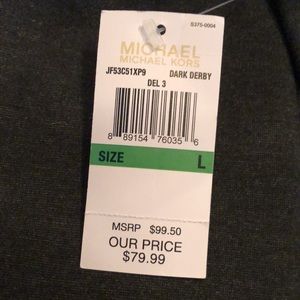 S375-0004
MICHAEL
MICHAEL KORS
JF53C51XP9 DARK DERBY
DEL 3
8 89154 76035 6
SIZE L
MSRP $99.50
OUR PRICE
$79.99